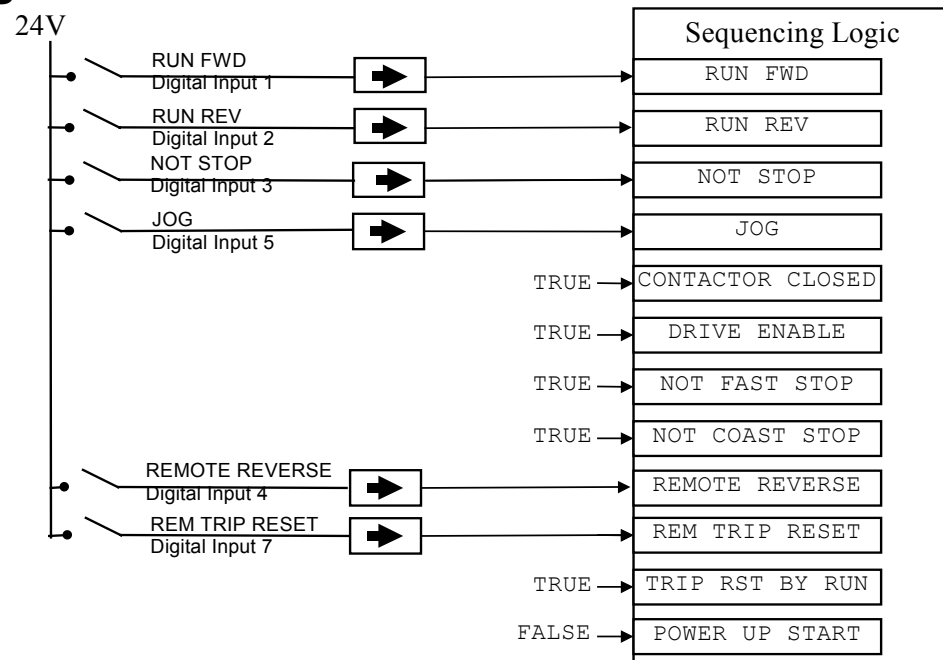 24V
Sequencing Logic
RUN FWD
Digital Input 1
RUN FWD
RUN REV
Digital Input 2
RUN REV
NOT STOP
Digital Input 3
NOT STOP
JOG
Digital Input 5
JOG
TRUE
CONTACTOR CLOSED
TRUE
DRIVE ENABLE
TRUE
NOT FAST STOP
TRUE
NOT COAST STOP
REMOTE REVERSE
Digital Input 4
REMOTE REVERSE
REM TRIP RESET
Digital Input 7
REM TRIP RESET
TRUE
TRIP RST BY RUN
FALSE
POWER UP START